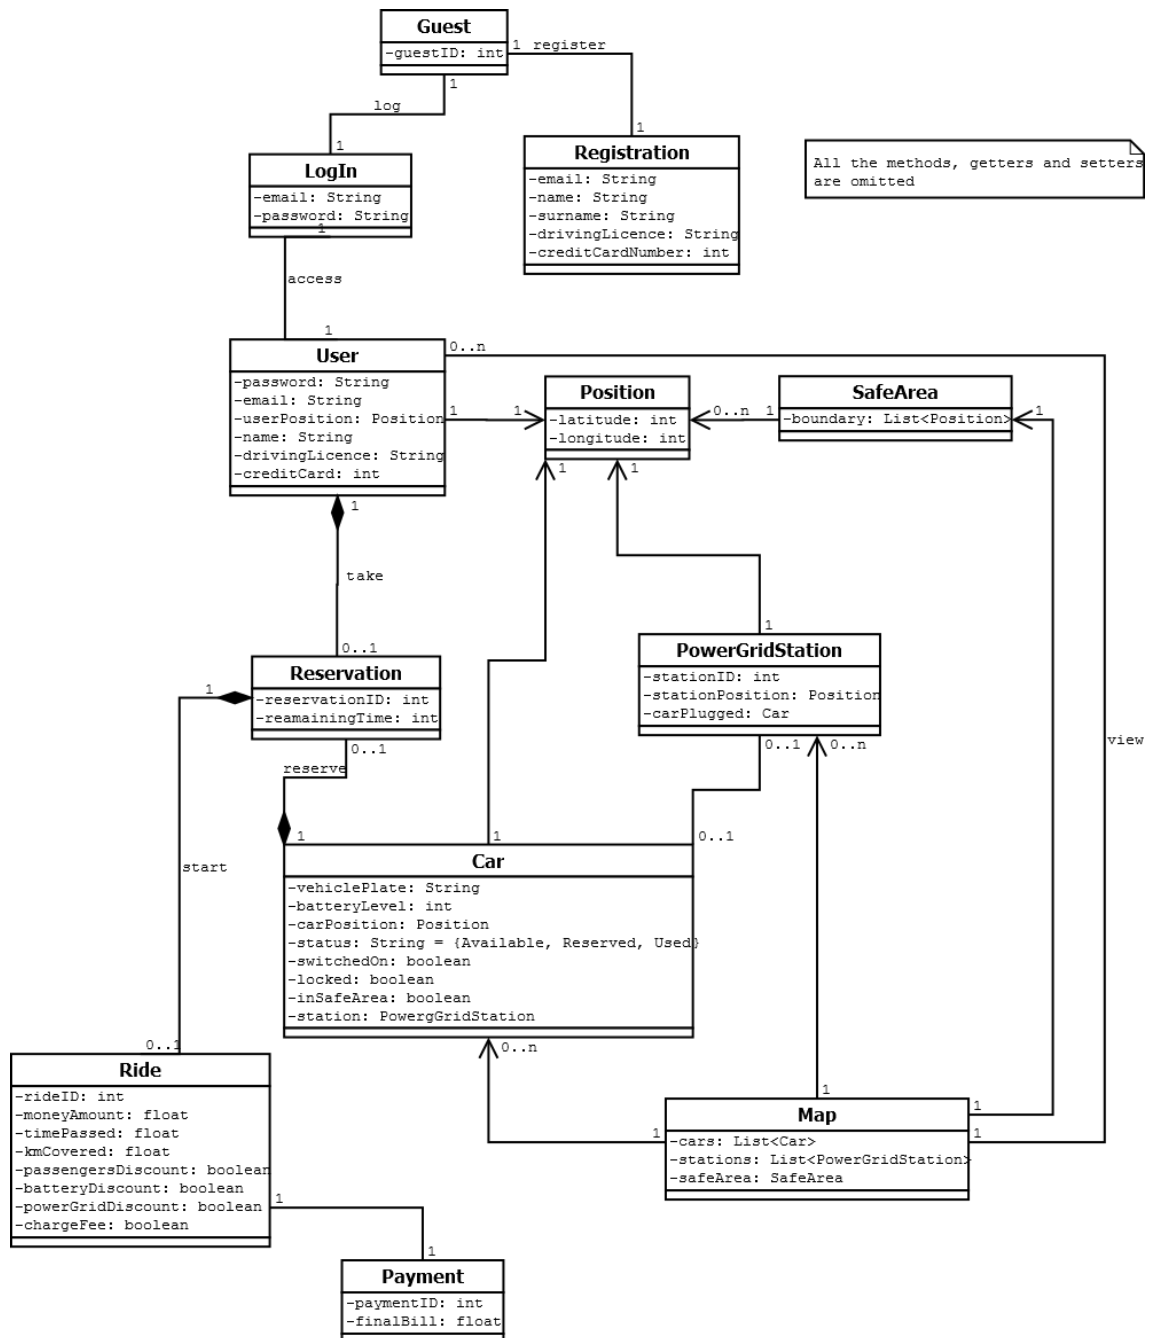 Guest
-guestID: int
1 register
1
log
1
1
LogIn
-email: String
-password: String
1
Registration
-email: String
-name: String
-surname: String
-drivingLicence: String
-creditCardNumber: int
All the methods, getters and setters
are omitted
access
1
User
-password: String
-email: String
-userPosition: Position
-name: String
-drivingLicence: String
-creditCard: int
0..n
1
1
Position
-latitude: int
-longitude: int
0..n
1
SafeArea
-boundary: List<Position>
1
1
1
1
take
0..1
Reservation
-reservationID: int
-reamainingTime: int
1
0..1
reserve
1
PowerGridStation
-stationID: int
-stationPosition: Position
-carPlugged: Car
0..1
0..n
view
1
1
0..1
start
Car
-vehiclePlate: String
-batteryLevel: int
-carPosition: Position
-status: String = {Available, Reserved, Used}
-switchedOn: boolean
-locked: boolean
-inSafeArea: boolean
-station: PowergGridStation
0..n
0..1
Ride
-rideID: int
-moneyAmount: float
-timePassed: float
-kmCovered: float
-passengersDiscount: boolean
-batteryDiscount: boolean
-powerGridDiscount: boolean
-chargeFee: boolean
1
1
1
1
Map
-cars: List<Car>
-stations: List<PowerGridStation>
-safeArea: SafeArea
1
1
Payment
-paymentID: int
-finalBill: float